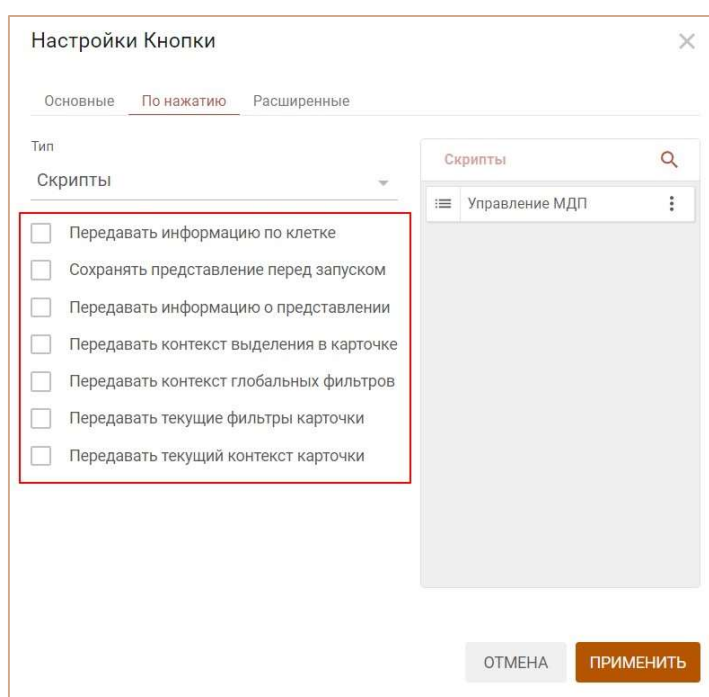 Настройки Кнопки
Основные По нажатию Расширенные
Тип
Скрипты
Передавать информацию по клетке
Сохранять представление перед запуском
Передавать информацию о представлении
Передавать контекст выделения в карточке
Передавать контекст глобальных фильтров
Передавать текущие фильтры карточки
Передавать текущий контекст карточки
Скрипты
Управление МДП
ОТМЕНА ПРИМЕНИТЬ